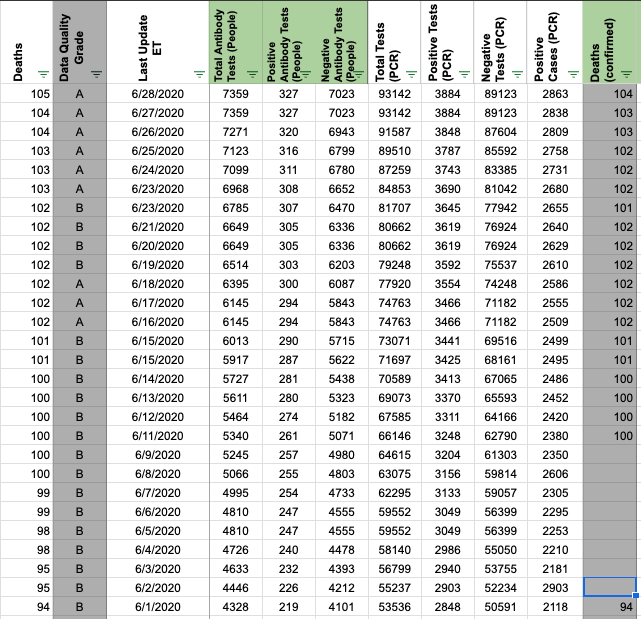 Deaths Data Quality Grade Last Update ET Total Antibody Tests (People) Positive Antibody Tests (People) Negative Antibody Tests (People) Total Tests (PCR) Positive Tests (PCR) Negative Tests (PCR) Positive Cases (PCR) Deaths (confirmed)
105 A 6/28/2020 7359 327 7023 93142 3884 89123 2863 104
104 A 6/27/2020 7359 327 7023 93142 3884 89123 2838 103
104 A 6/26/2020 7271 320 6943 91587 3848 87604 2809 103
103 A 6/25/2020 7123 316 6799 89510 3787 85592 2758 102
103 A 6/24/2020 7099 311 6780 87259 3743 83385 2731 102
103 A 6/23/2020 6968 308 6652 84853 3690 81042 2680 102
102 B 6/23/2020 6785 307 6470 81707 3645 77942 2655 101
102 B 6/21/2020 6649 305 6336 80662 3619 76924 2640 102
102 B 6/20/2020 6649 305 6336 80662 3619 76924 2629 102
102 B 6/19/2020 6514 303 6203 79248 3592 75537 2610 102
102 A 6/18/2020 6395 300 6087 77920 3554 74248 2586 102
102 A 6/17/2020 6145 294 5843 74763 3466 71182 2555 102
102 A 6/16/2020 6145 294 5843 74763 3466 71182 2509 102
101 B 6/15/2020 6013 290 5715 73071 3441 69516 2499 101
101 B 6/15/2020 5917 287 5622 71697 3425 68161 2495 101
100 B 6/14/2020 5727 281 5438 70589 3413 67065 2486 100
100 B 6/13/2020 5611 280 5323 69073 3370 65593 2452 100
100 B 6/12/2020 5464 274 5182 67585 3311 64166 2420 100
100 B 6/11/2020 5340 261 5071 66146 3248 62790 2380 100
100 B 6/9/2020 5245 257 4980 64615 3204 61303 2350
100 B 6/8/2020 5066 255 4803 63075 3156 59814 2606
99 B 6/7/2020 4995 254 4733 62295 3133 59057 2305
99 B 6/6/2020 4810 247 4555 59552 3049 56399 2295
98 B 6/5/2020 4810 247 4555 59552 3049 56399 2253
98 B 6/4/2020 4726 240 4478 58140 2986 55050 2210
95 B 6/3/2020 4633 232 4393 56799 2940 53755 2181
95 B 6/2/2020 4446 226 4212 55237 2903 52234 2903
94 B 6/1/2020 4328 219 4101 53536 2848 50591 2118 94